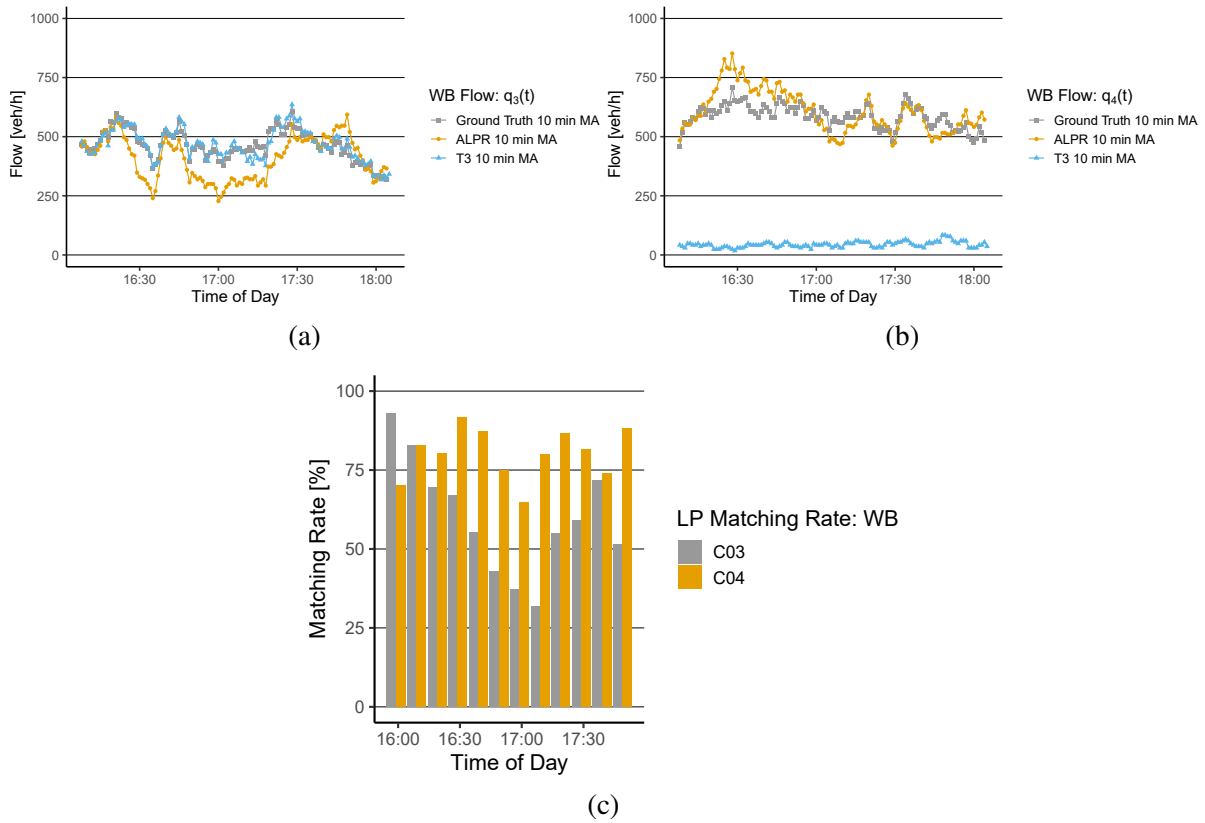 1000
750
500
250
0
Flow [veh/h]
16:30
17:00
17:30
18:00
Time of Day
WB Flow: q3(t)
Ground Truth 10 min MA
ALPR 10 min MA
T3 10 min MA
(a)
1000
750
500
250
0
Flow [veh/h]
16:30
17:00
17:30
18:00
Time of Day
WB Flow: q4(t)
Ground Truth 10 min MA
ALPR 10 min MA
T3 10 min MA
(b)
100
75
50
25
0
Matching Rate [%]
16:00
16:30
17:00
17:30
Time of Day
LP Matching Rate: WB
C03
C04
(c)